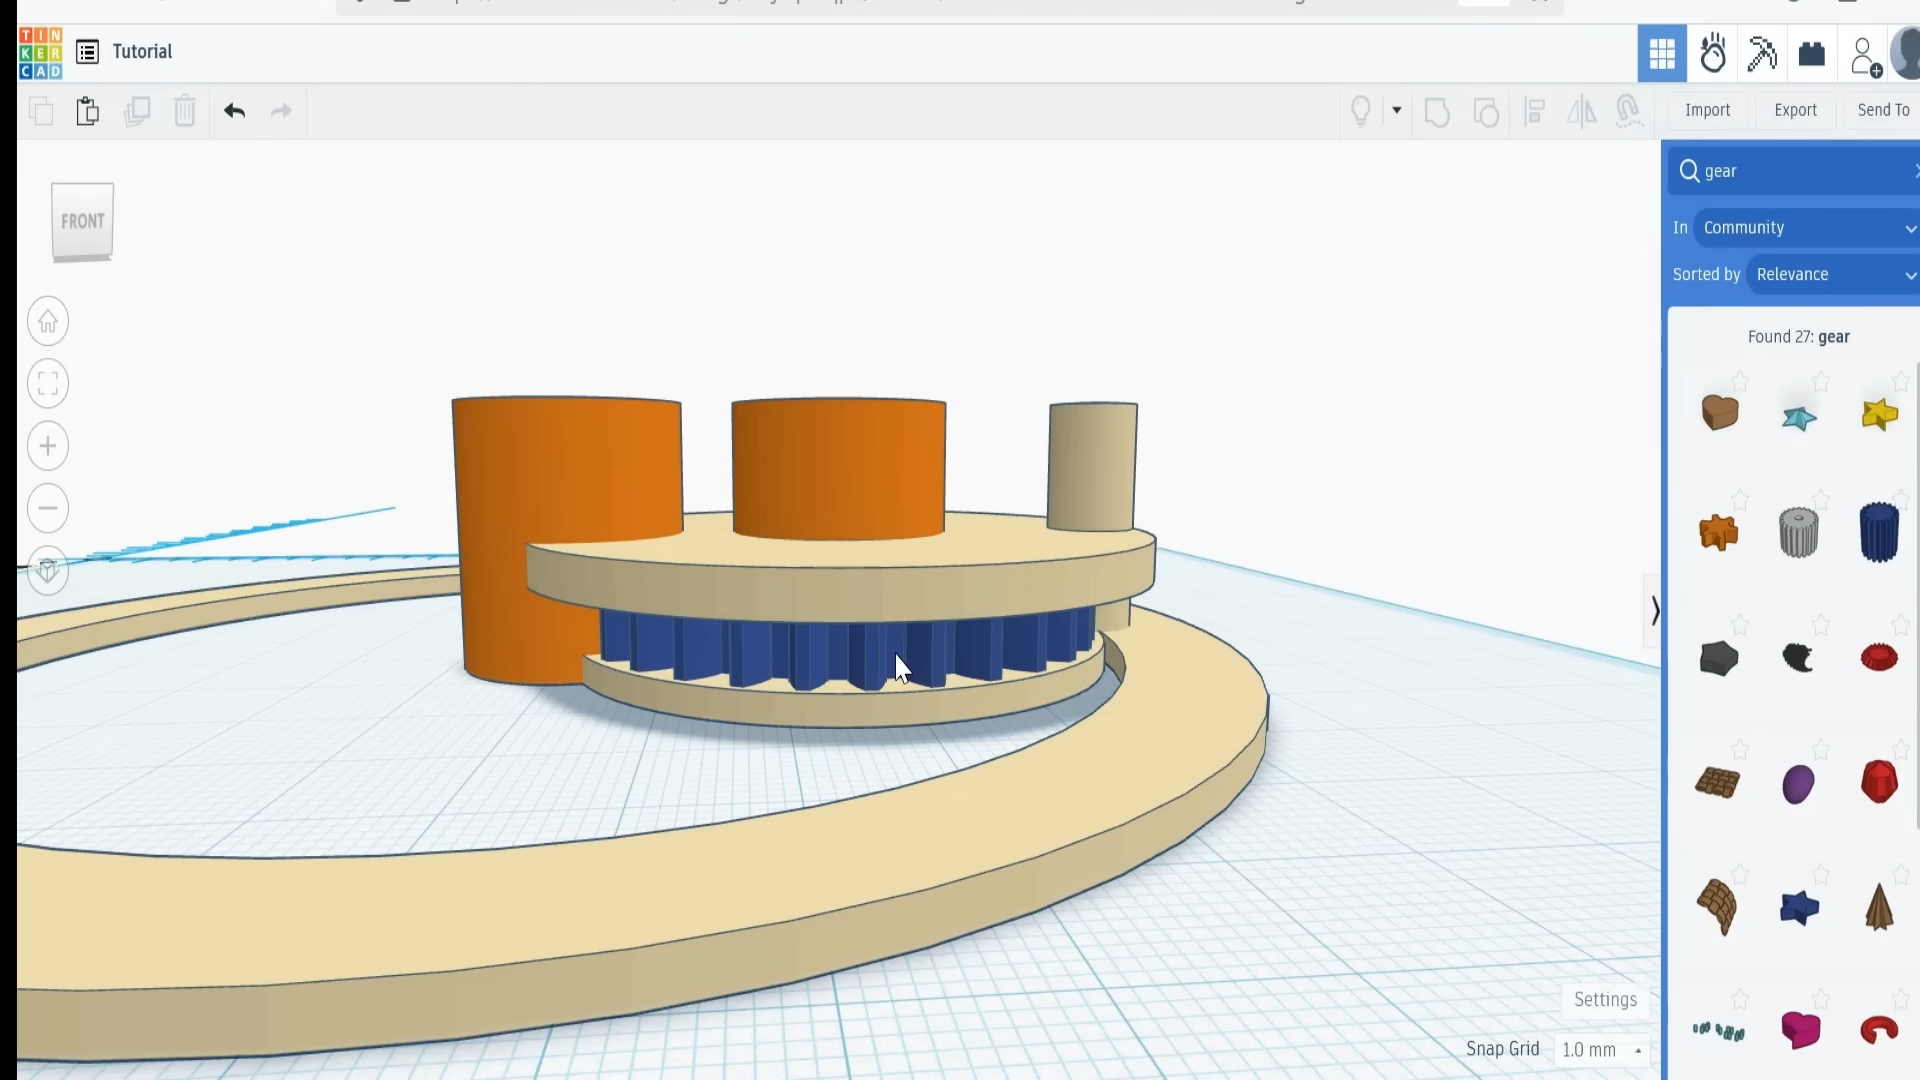 TIN
KER
CAD
Tutorial
Import
Export
Send To
gear
In Community
Sorted by Relevance
Found 27: gear
FRONT
Settings
Snap Grid 1.0 mm